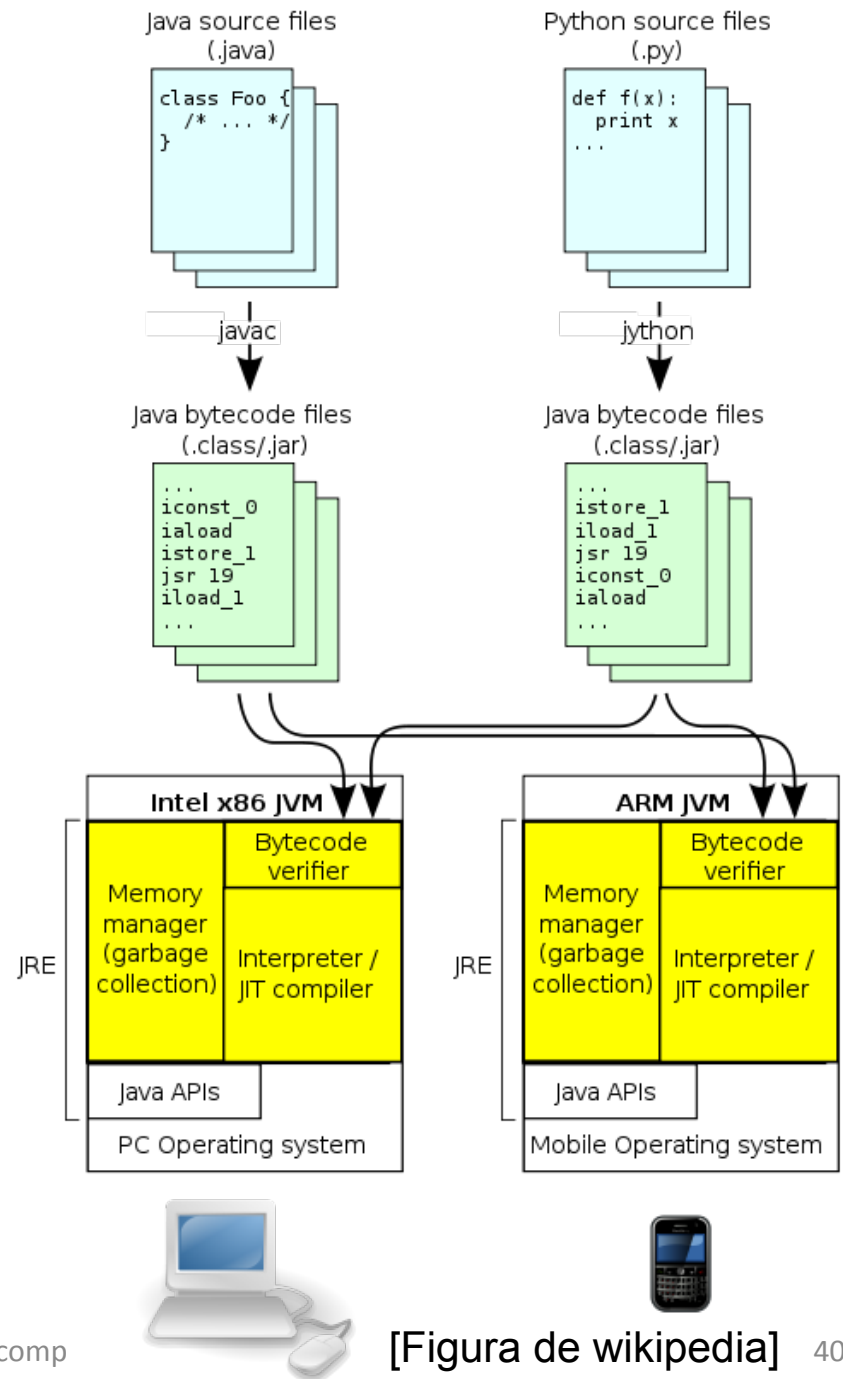 Java source files
(.java)
class Foo {
/* ... */
}
javac
Java bytecode files
(.class/.jar)
...
iconst_0
iaload
istore_1
jsr 19
iload_1
...
Python source files
(.py)
def f(x):
print x
...
jython
Java bytecode files
(.class/.jar)
...
istore_1
iload_1
jsr 19
iconst_0
iaload
...
Intel x86 JVM
JRE
Memory
manager
(garbage
collection)
Bytecode
verifier
Interpreter /
JIT compiler
Java APIs
PC Operating system
ARM JVM
JRE
Memory
manager
(garbage
collection)
Bytecode
verifier
Interpreter /
JIT compiler
Java APIs
Mobile Operating system
comp
[Figura de wikipedia]
40